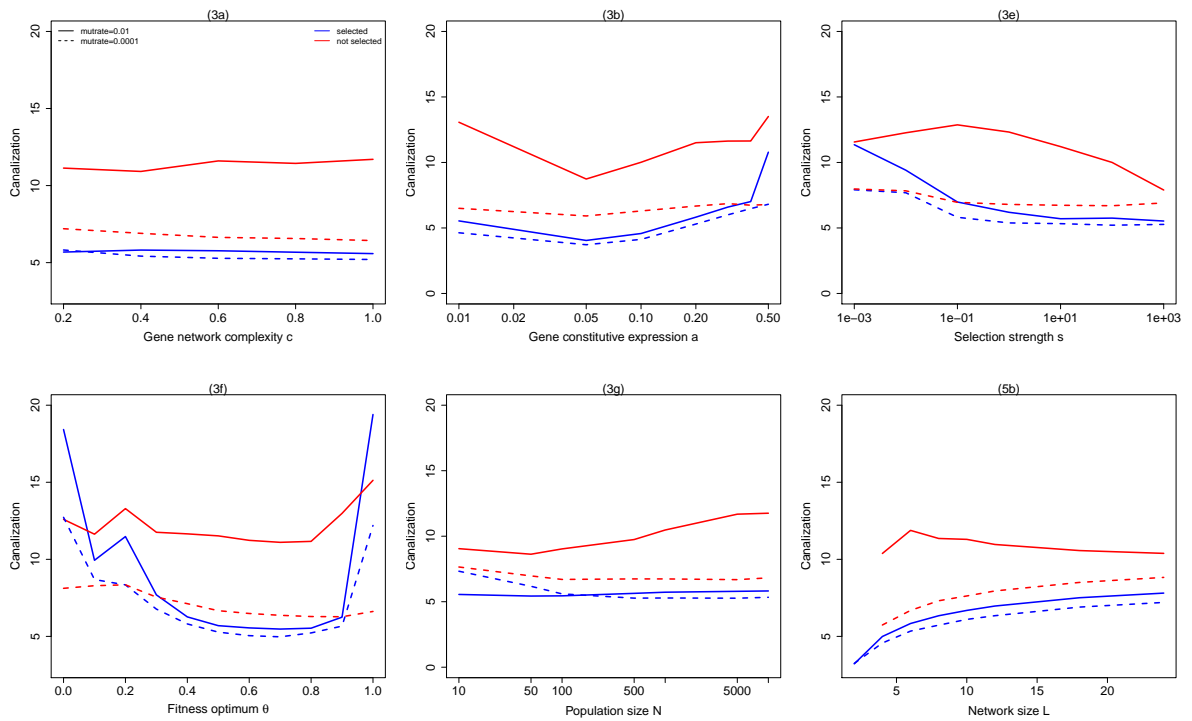 (3a)
mutrate=0.01
mutrate=0.0001
selected
not selected
20
15
10
5
Canalization
0.2 0.4 0.6 0.8 1.0
Gene network complexity c
(3b)
20
15
10
5
0
Canalization
0.01 0.02 0.05 0.10 0.20 0.50
Gene constitutive expression a
(3e)
20
15
10
5
0
Canalization
1e−03 1e−01 1e+01 1e+03
Selection strength s
(3f)
20
15
10
5
Canalization
0.0 0.2 0.4 0.6 0.8 1.0
Fitness optimum θ
(3g)
20
15
10
5
0
Canalization
10 50 100 500 5000
Population size N
(5b)
20
15
10
5
Canalization
5 10 15 20
Network size L